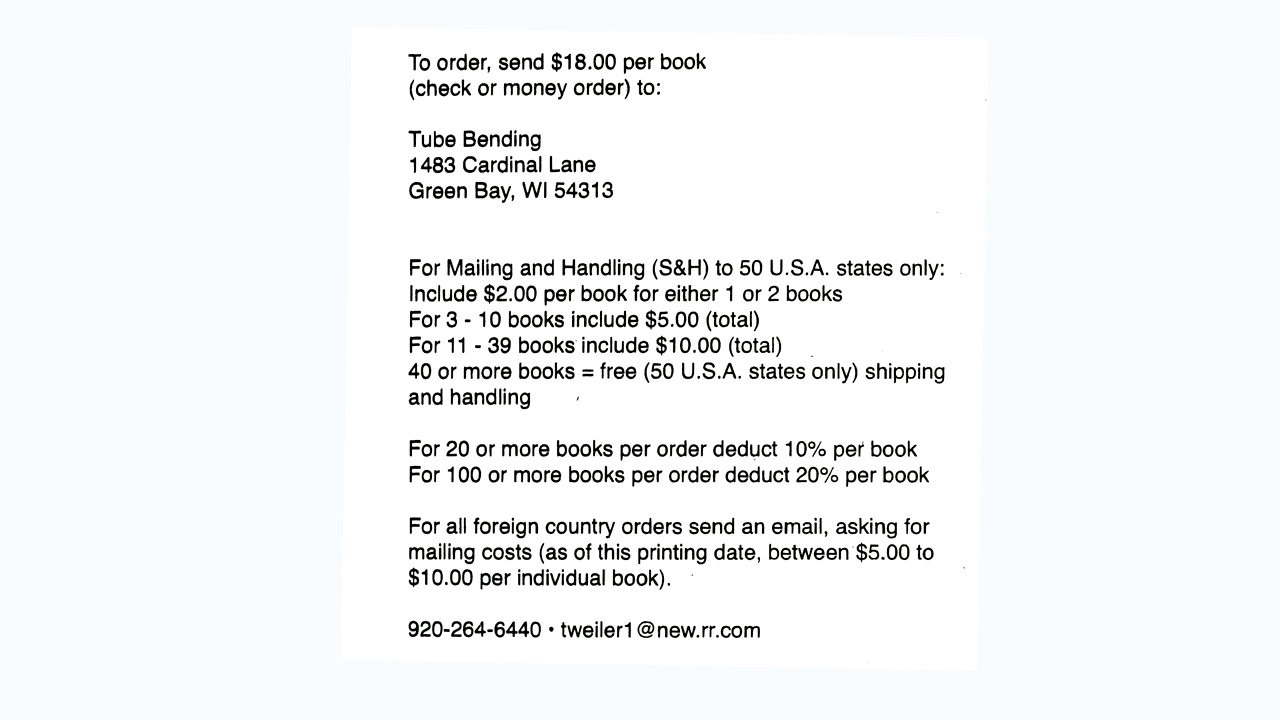 To order, send $18.00 per book
(check or money order) to:
Tube Bending
1483 Cardinal Lane
Green Bay, WI 54313
For Mailing and Handling (S&H) to 50 U.S.A. states only:
Include $2.00 per book for either 1 or 2 books
For 3 - 10 books include $5.00 (total)
For 11 - 39 books include $10.00 (total)
40 or more books = free (50 U.S.A. states only) shipping
and handling
For 20 or more books per order deduct 10% per book
For 100 or more books per order deduct 20% per book
For all foreign country orders send an email, asking for
mailing costs (as of this printing date, between $5.00 to
$10.00 per individual book).
920-264-6440 • tweiler1@new.rr.com